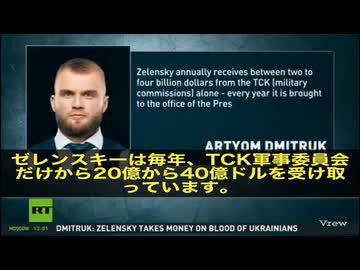 Zelensky annually receives between two to
four billion dollars from the TCK (military
commissions) alone - every year it is brought
to the office of the Pres
ARTYOM DMITRUK
ゼレンスキーは毎年、TCK軍事委員会
だけから20億から40億ドルを受け取
っています。
RT
Vrew
MOSCOW 13:01 DMITRUK: ZELENSKY TAKES MONEY ON BLOOD OF UKRAINIANS